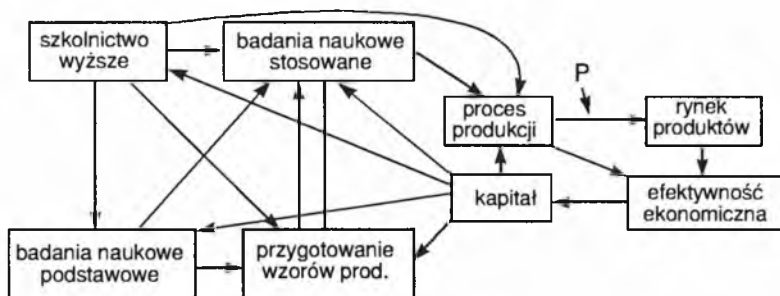 szkolnictwo
wyższe
badania naukowe
stosowane
P
proces
produkcji
rynek
produktów
kapitał
efektywność
ekonomiczna
badania naukowe
podstawowe
przygotowanie
wzorów prod.